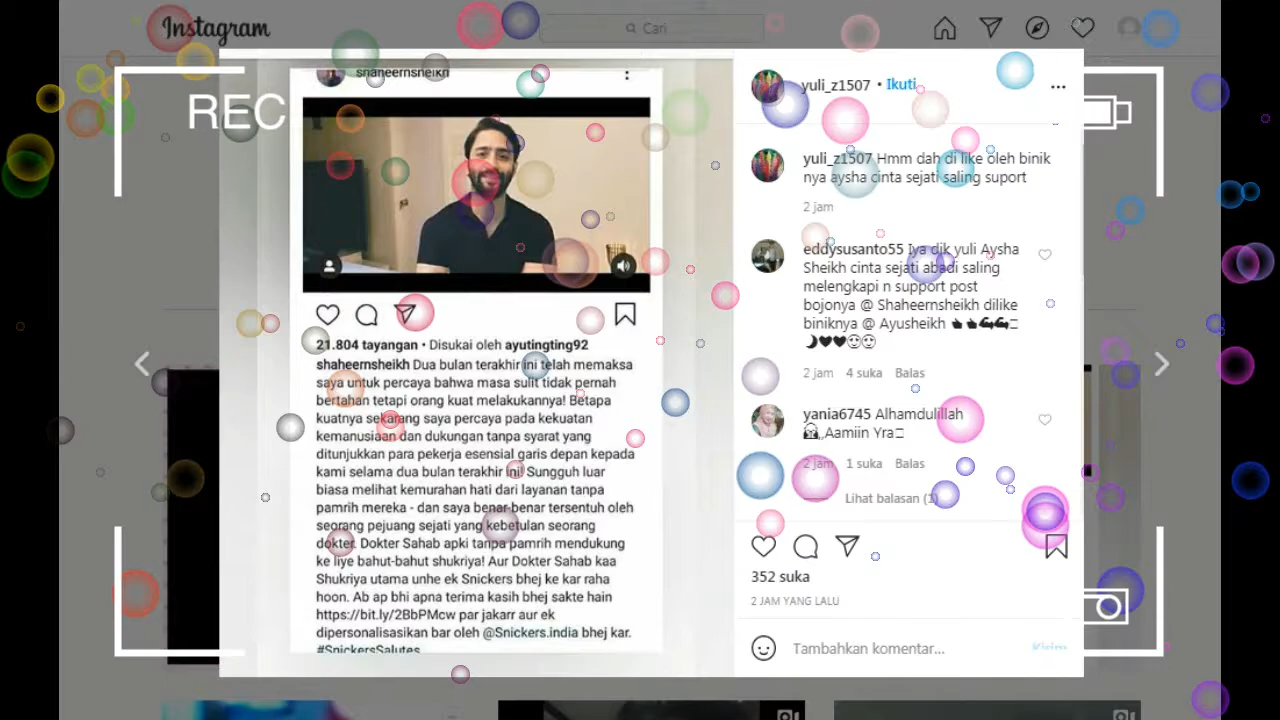 Instagram
Cari
REC
shaheernsheikh
21.804 tayangan • Disukai oleh ayutingting92
shaheernsheikh Dua bulan terakhir ini telah memaksa
saya untuk percaya bahwa masa sulit tidak pernah
bertahan tetapi orang kuat melakukannya! Betapa
kuatnya sekarang saya percaya pada kekuatan
kemanusiaan dan dukungan tanpa syarat yang
ditunjukkan para pekerja esensial garis depan kepada
kami selama dua bulan terakhir ini! Sungguh luar
biasa melihat kemurahan hati dari layanan tanpa
pamrih mereka - dan saya benar-benar tersentuh oleh
seorang pejuang sejati yang kebetulan seorang
dokter. Dokter Sahab apki tanpa pamrih mendukung
ke liye bahut-bahut shukriya! Aur Dokter Sahab kaa
Shukriya utama unhe ek Snickers bhej ke kar raha
hoon. Ab ap bhi apna terima kasih bhej sakte hain
https://bit.ly/2BbPMcw par jakarr aur ek
dipersonalisasikan bar oleh @Snickers.india bhej kar.
#SnickersSalutes
yuli_z1507 • Ikuti
yuli_z1507 Hmm dah di like oleh binik
nya aysha cinta sejati saling suport
2 jam
eddysusanto55 Iya dik yuli Aysha
Sheikh cinta sejati abadi saling
melengkapi n support post
bojonya @ Shaheernsheikh dilike
biniknya @ Ayusheikh
2 jam 4 suka Balas
yania6745 Alhamdulillah
,,Aamiin Yra
2 jam 1 suka Balas
Lihat balasan (1)
352 suka
2 JAM YANG LALU
Tambahkan komentar... Kirim